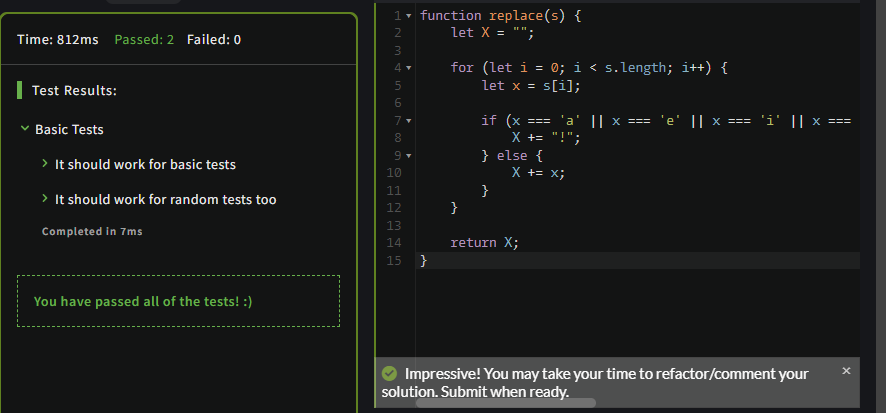 Time: 812ms Passed: 2 Failed: 0
Test Results:
Basic Tests
It should work for basic tests
It should work for random tests too
Completed in 7ms
You have passed all of the tests! :)
1 function replace(s) {
2 let X = "";
3
4 for (let i = 0; i < s.length; i++) {
5 let x = s[i];
6
7 if (x === 'a' || x === 'e' || x === 'i' || x ===
8 X += "!";
9 } else {
10 X += x;
11 }
12 }
13
14 return X;
15 }
Impressive! You may take your time to refactor/comment your
solution. Submit when ready.
×